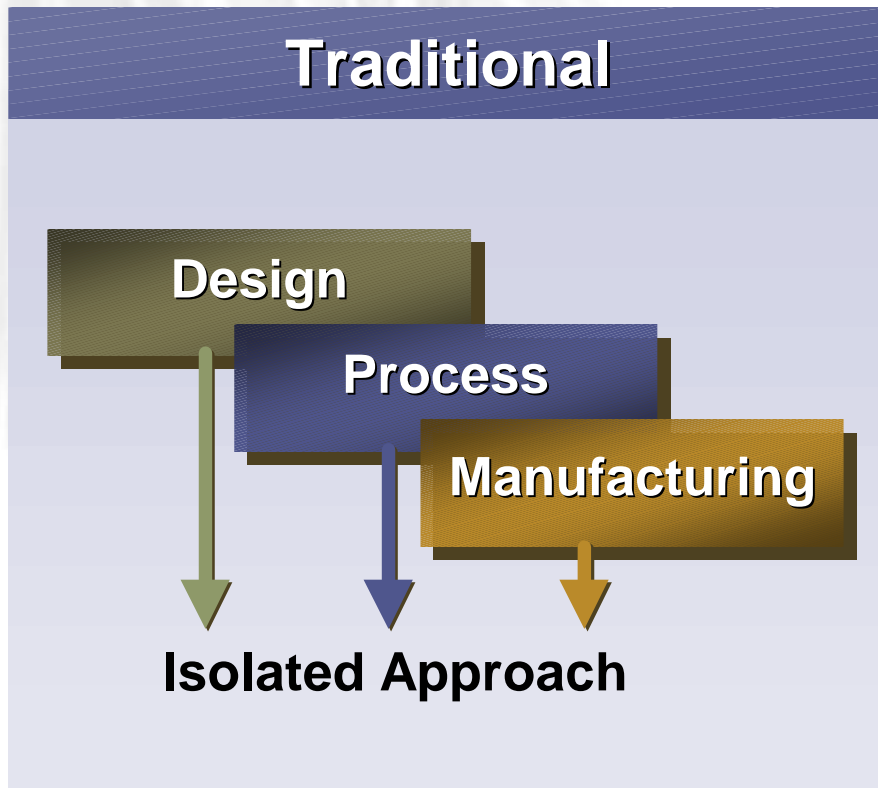 Traditional
Design
Process
Manufacturing
Isolated Approach